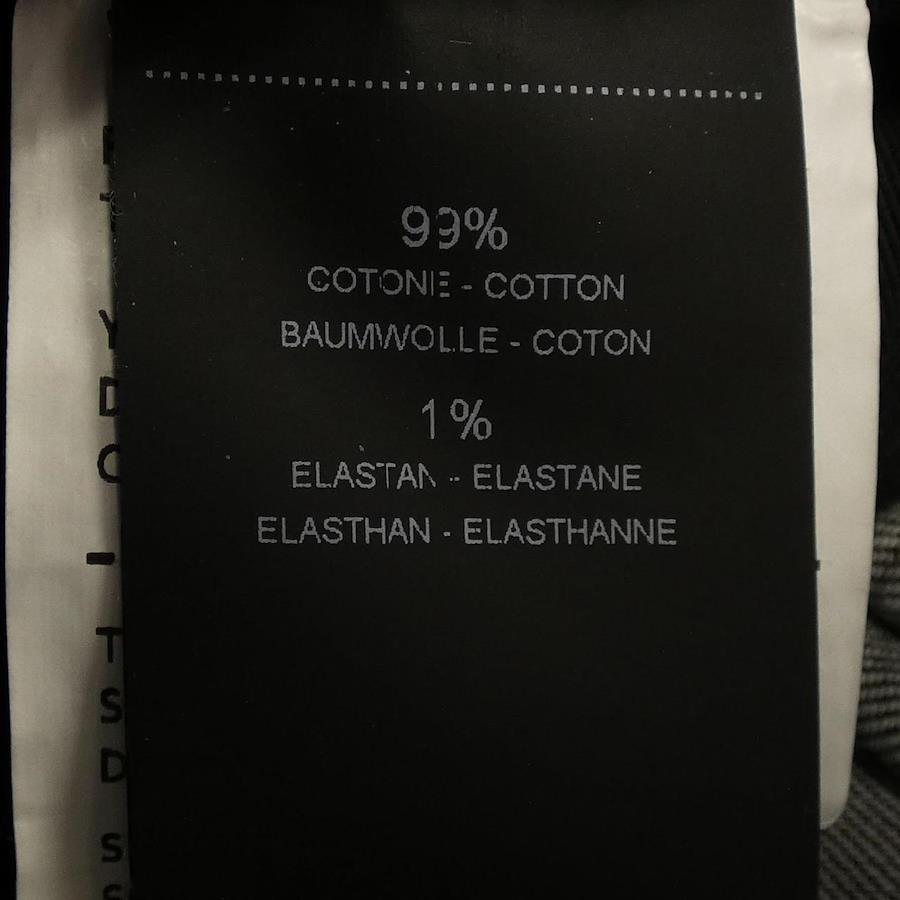 99%
COTONE - COTTON
BAUMWOLLE - COTON
1%
ELASTAN - ELASTANE
ELASTHAN - ELASTHANNE